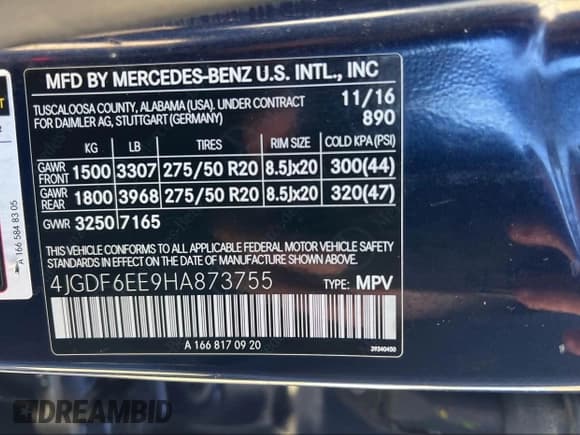 MFD BY MERCEDES-BENZ U.S. INTL., INC
TUSCALOOSA COUNTY, ALABAMA (USA). UNDER CONTRACT 11/16
FOR DAIMLER AG, STUTTGART (GERMANY) 890
KG LB TIRES RIM SIZE COLD KPA (PSI)
GAWR FRONT 1500 3307 275/50 R20 8.5Jx20 300(44)
GAWR REAR 1800 3968 275/50 R20 8.5Jx20 320(47)
GVWR 3250 7165
THIS VEHICLE CONFORMS TO ALL APPLICABLE FEDERAL MOTOR VEHICLE SAFETY
AND THEFT PREVENTION STANDARDS IN EFFECT ON THE DATE OF MANUFACTURE SHOWN ABOVE.
4JGDF6EE9HA873755 TYPE: MPV
A 166 817 09 20
A 166 584 83 05
DREAMBID